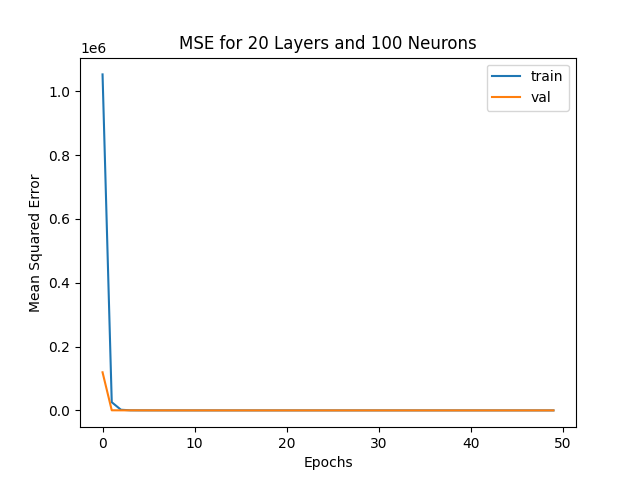 MSE for 20 Layers and 100 Neurons
1e6
train
val
1.0
0.8
0.6
0.4
0.2
0.0
Mean Squared Error
0 10 20 30 40 50
Epochs